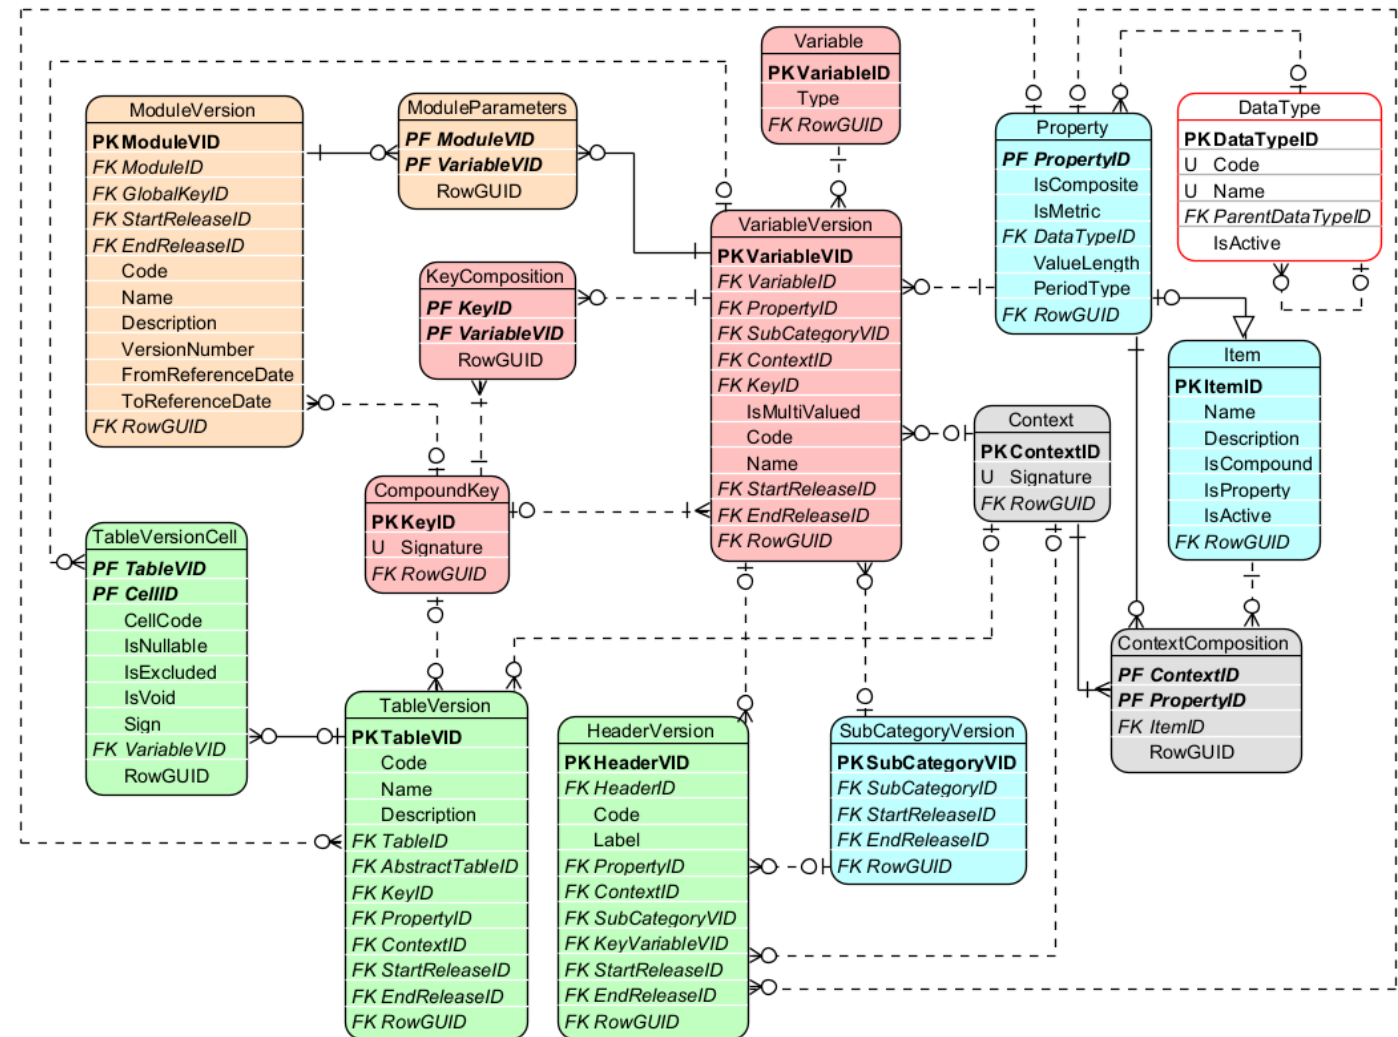 Variable
PK VariableID
Type
FK RowGUID
ModuleVersion
PK ModuleVID
FK ModuleID
FK GlobalKeyID
FK StartReleaseID
FK EndReleaseID
Code
Name
Description
VersionNumber
FromReferenceDate
ToReferenceDate
FK RowGUID
ModuleParameters
PF ModuleVID
PF VariableVID
RowGUID
Property
PF PropertyID
IsComposite
IsMetric
FK DataTypeID
ValueLength
PeriodType
FK RowGUID
DataType
PK DataTypeID
U Code
U Name
FK ParentDataTypeID
IsActive
VariableVersion
PK VariableVID
FK VariableID
FK PropertyID
FK SubCategoryVID
FK ContextID
FK KeyID
IsMultiValued
Code
Name
FK StartReleaseID
FK EndReleaseID
FK RowGUID
KeyComposition
PF KeyID
PF VariableVID
RowGUID
Item
PK ItemID
Name
Description
IsCompound
IsProperty
IsActive
FK RowGUID
Context
PK ContextID
U Signature
FK RowGUID
CompoundKey
PK KeyID
U Signature
FK RowGUID
TableVersionCell
PF TableVID
PF CellID
CellCode
IsNullable
IsExcluded
IsVoid
Sign
FK VariableVID
RowGUID
ContextComposition
PF ContextID
PF PropertyID
FK ItemID
RowGUID
TableVersion
PK TableVID
Code
Name
Description
FK TableID
FK AbstractTableID
FK KeyID
FK PropertyID
FK ContextID
FK StartReleaseID
FK EndReleaseID
FK RowGUID
HeaderVersion
PK HeaderVID
FK HeaderID
Code
Label
FK PropertyID
FK ContextID
FK SubCategoryVID
FK KeyVariableVID
FK StartReleaseID
FK EndReleaseID
FK RowGUID
SubCategoryVersion
PK SubCategoryVID
FK SubCategoryID
FK StartReleaseID
FK EndReleaseID
FK RowGUID